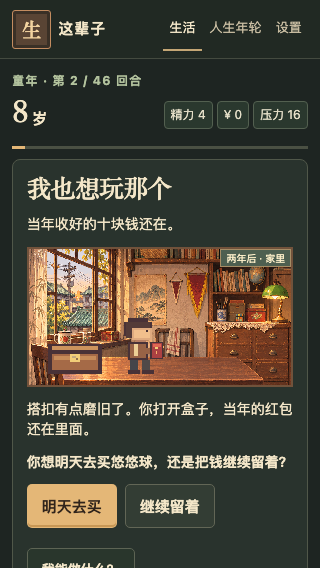 生 这辈子 生活 人生年轮 设置
童年 · 第 2 / 46 回合
8 岁 精力 4 ¥ 0 压力 16
我也想玩那个
当年收好的十块钱还在。
两年后 · 家里
搭扣有点磨旧了。你打开盒子，当年的红包
还在里面。
你想明天去买悠悠球，还是把钱继续留着？
明天去买 继续留着
我能做什么？